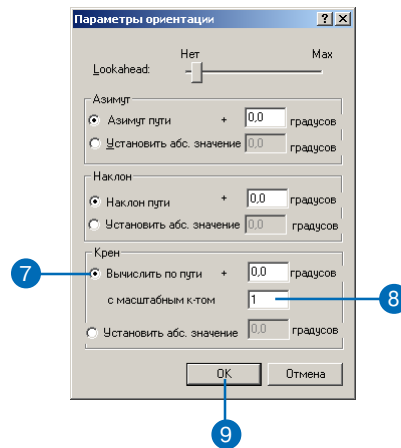 Параметры ориентации
Нет Max
Lookahead:
Азимут
Азимут пути + 0,0 градусов
Установить абс. значение 0,0 градусов
Наклон
Наклон пути + 0,0 градусов
Установить абс. значение 0,0 градусов
Крен
7 Вычислить по пути + 0,0 градусов
с масштабным к-том 1 8
Установить абс. значение 0,0 градусов
OK Отмена
9